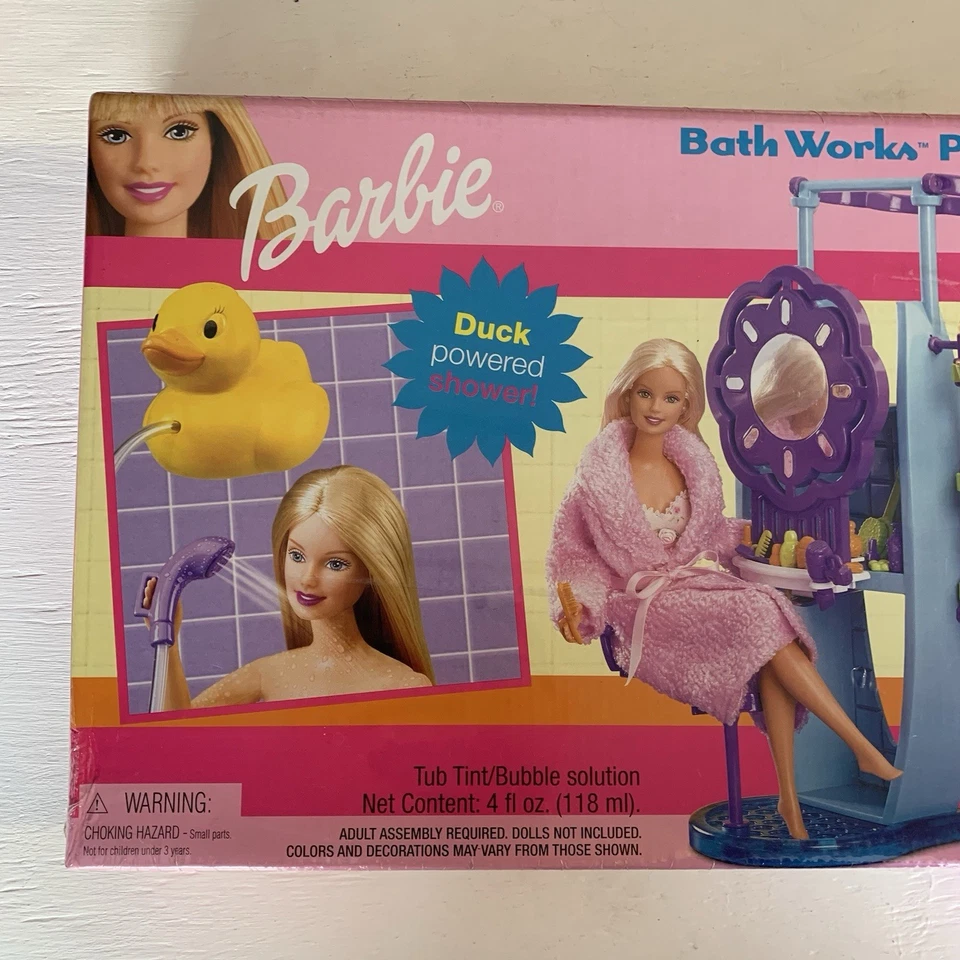 Barbie®
Bath Works™ P
Duck
powered
shower!
Tub Tint/Bubble solution
Net Content: 4 fl oz. (118 ml).
WARNING:
CHOKING HAZARD - Small parts.
Not for children under 3 years.
ADULT ASSEMBLY REQUIRED. DOLLS NOT INCLUDED.
COLORS AND DECORATIONS MAY VARY FROM THOSE SHOWN.